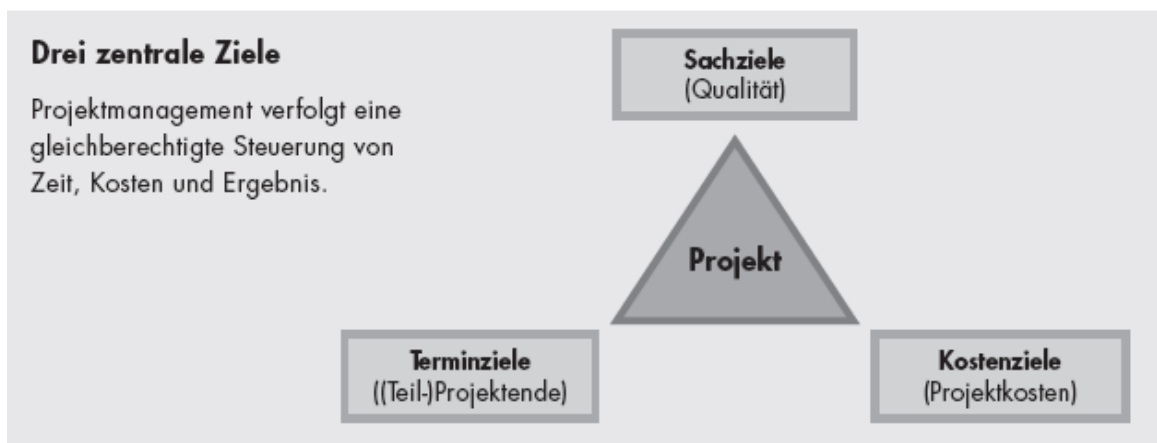 Drei zentrale Ziele
Projektmanagement verfolgt eine
gleichberechtigte Steuerung von
Zeit, Kosten und Ergebnis.
Sachziele
(Qualität)
Projekt
Terminziele
((Teil-)Projektende)
Kostenziele
(Projektkosten)